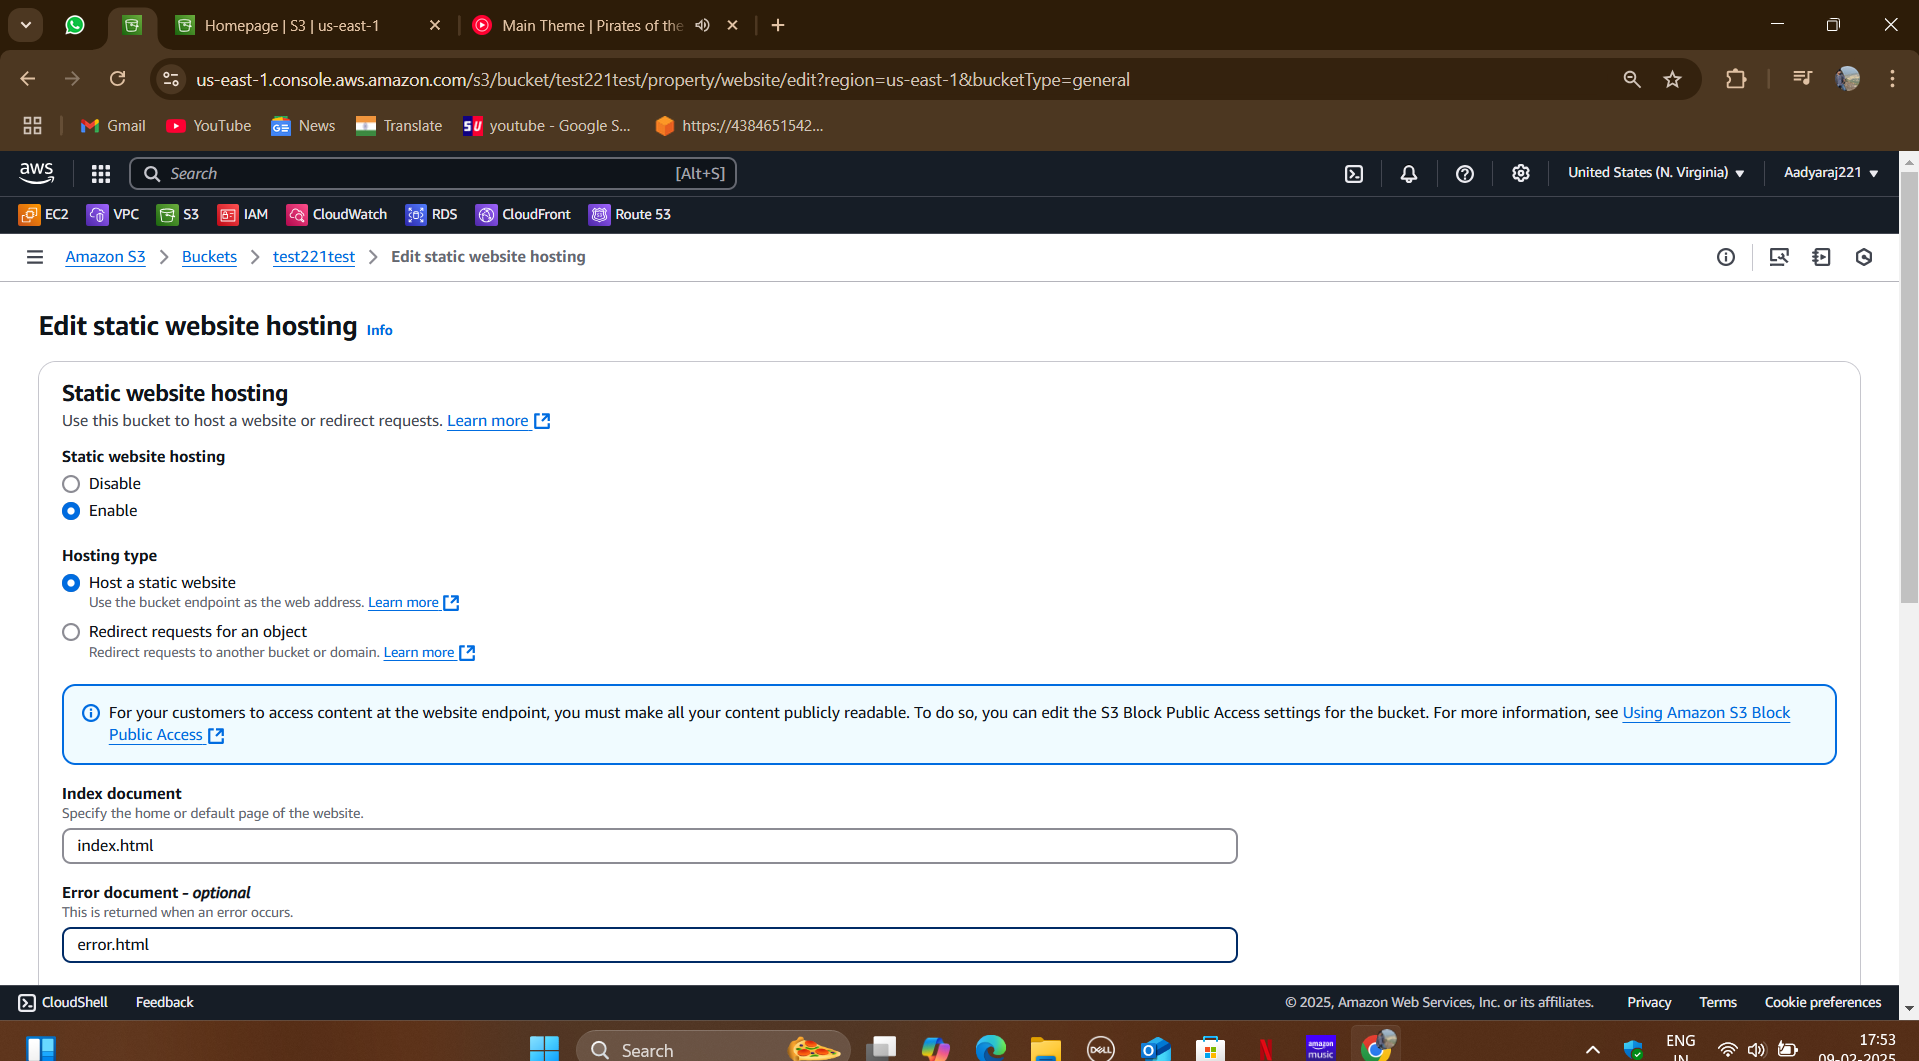 Homepage | S3 | us-east-1
Main Theme | Pirates of the
us-east-1.console.aws.amazon.com/s3/bucket/test221test/property/website/edit?region=us-east-1&bucketType=general
Gmail
YouTube
News
Translate
youtube - Google S...
https://4384651542...
aws
Search
[Alt+S]
United States (N. Virginia)
Aadyaraj221
EC2
VPC
S3
IAM
CloudWatch
RDS
CloudFront
Route 53
Amazon S3
Buckets
test221test
Edit static website hosting
Edit static website hosting Info
Static website hosting
Use this bucket to host a website or redirect requests. Learn more
Static website hosting
Disable
Enable
Hosting type
Host a static website
Use the bucket endpoint as the web address. Learn more
Redirect requests for an object
Redirect requests to another bucket or domain. Learn more
For your customers to access content at the website endpoint, you must make all your content publicly readable. To do so, you can edit the S3 Block Public Access settings for the bucket. For more information, see Using Amazon S3 Block
Public Access
Index document
Specify the home or default page of the website.
index.html
Error document - optional
This is returned when an error occurs.
error.html
CloudShell
Feedback
© 2025, Amazon Web Services, Inc. or its affiliates.
Privacy
Terms
Cookie preferences
Search
DELL
amazon
music
ENG
IN
17:53
09-02-2025